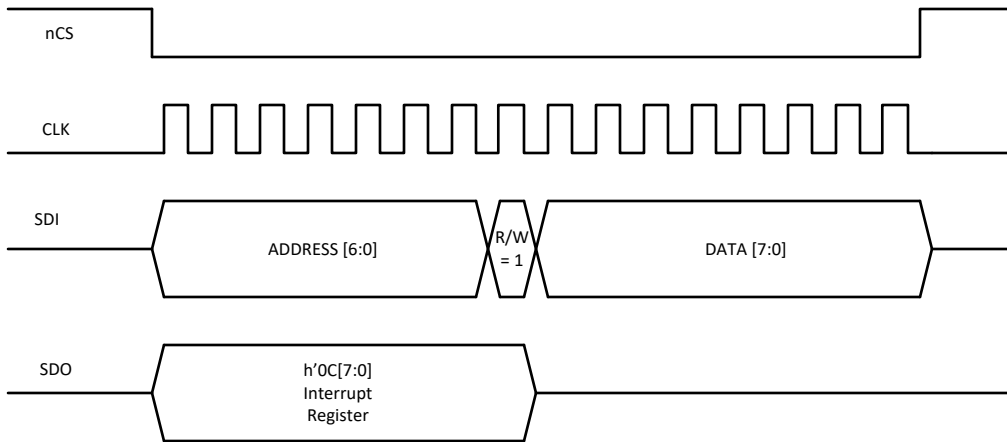 nCS
CLK
SDI
ADDRESS [6:0]
R/W
= 1
DATA [7:0]
SDO
h’0C[7:0]
Interrupt
Register